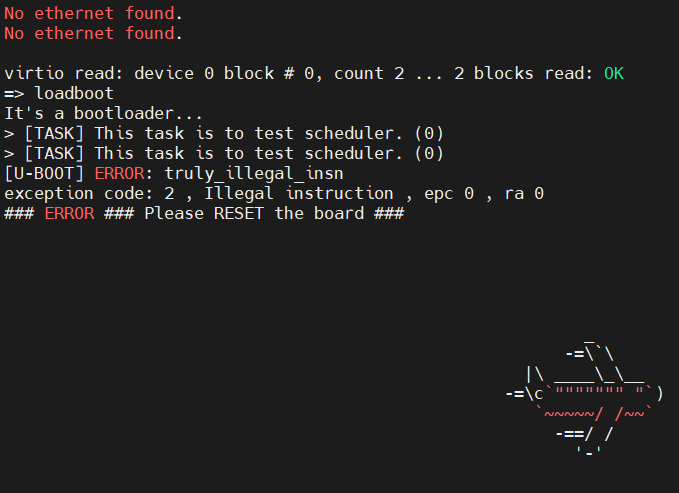 No ethernet found.
No ethernet found.
virtio read: device 0 block # 0, count 2 ... 2 blocks read: OK
=> loadboot
It's a bootloader...
> [TASK] This task is to test scheduler. (0)
> [TASK] This task is to test scheduler. (0)
[U-BOOT] ERROR: truly_illegal_insn
exception code: 2 , Illegal instruction , epc 0 , ra 0
### ERROR ### Please RESET the board ###
                                                          _
                                                        -=\`\
                                                    |\ ____\_\__
                                                  -=\c`""""""" "`)
                                                     `~~~~~/ /~~`
                                                       -==/ /
                                                         '-'